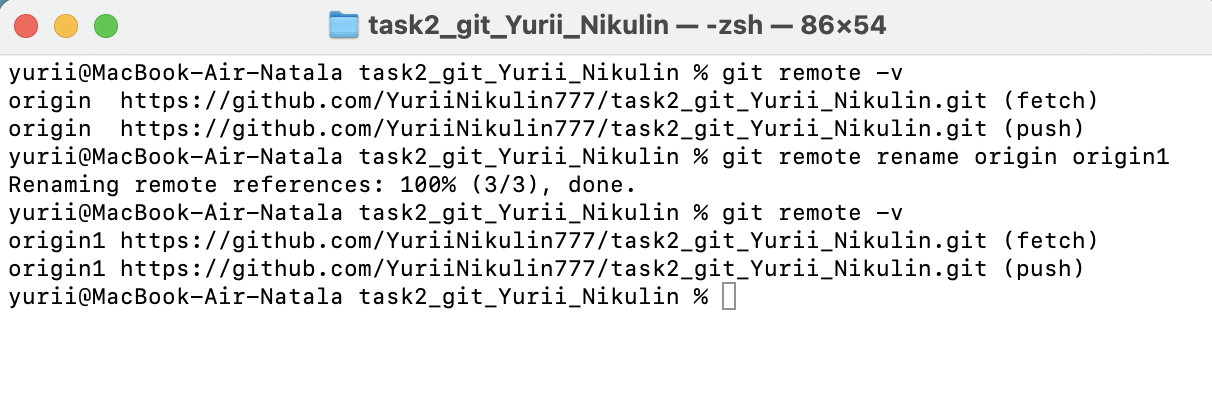 task2_git_Yurii_Nikulin — -zsh — 86×54
yurii@MacBook-Air-Natala task2_git_Yurii_Nikulin % git remote -v
origin  https://github.com/YuriiNikulin777/task2_git_Yurii_Nikulin.git (fetch)
origin  https://github.com/YuriiNikulin777/task2_git_Yurii_Nikulin.git (push)
yurii@MacBook-Air-Natala task2_git_Yurii_Nikulin % git remote rename origin origin1
Renaming remote references: 100% (3/3), done.
yurii@MacBook-Air-Natala task2_git_Yurii_Nikulin % git remote -v
origin1 https://github.com/YuriiNikulin777/task2_git_Yurii_Nikulin.git (fetch)
origin1 https://github.com/YuriiNikulin777/task2_git_Yurii_Nikulin.git (push)
yurii@MacBook-Air-Natala task2_git_Yurii_Nikulin %